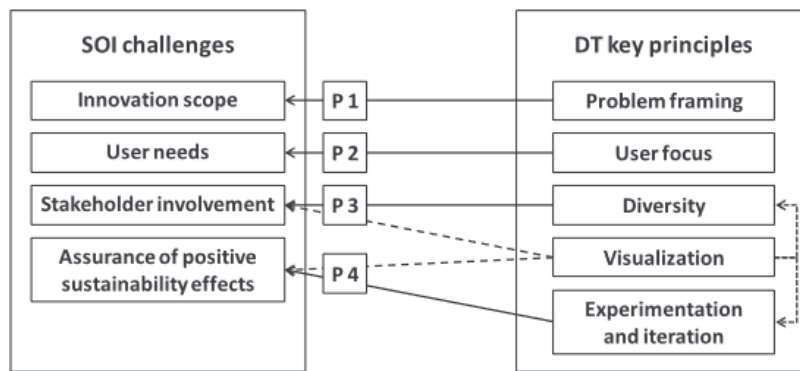 SOI challenges
Innovation scope
User needs
Stakeholder involvement
Assurance of positive
sustainability effects
P 1
P 2
P 3
P 4
DT key principles
Problem framing
User focus
Diversity
Visualization
Experimentation
and iteration